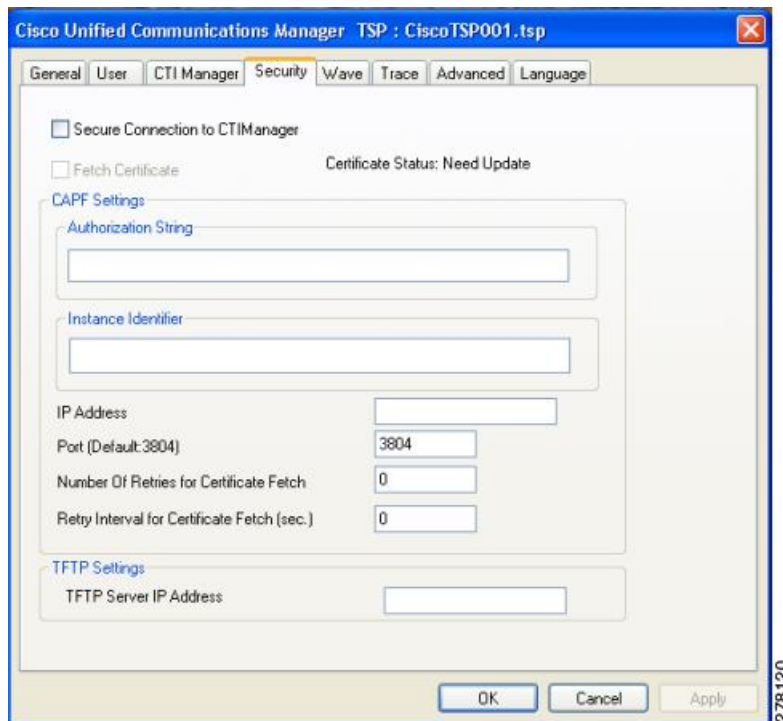 Cisco Unified Communications Manager TSP : CiscoTSP001.tsp
General User CTI Manager Security Wave Trace Advanced Language
Secure Connection to CTIManager
Fetch Certificate Certificate Status: Need Update
CAPF Settings
Authorization String
Instance Identifier
IP Address
Port (Default:3804) 3804
Number Of Retries for Certificate Fetch 0
Retry Interval for Certificate Fetch (sec.) 0
TFTP Settings
TFTP Server IP Address
OK Cancel Apply
278120